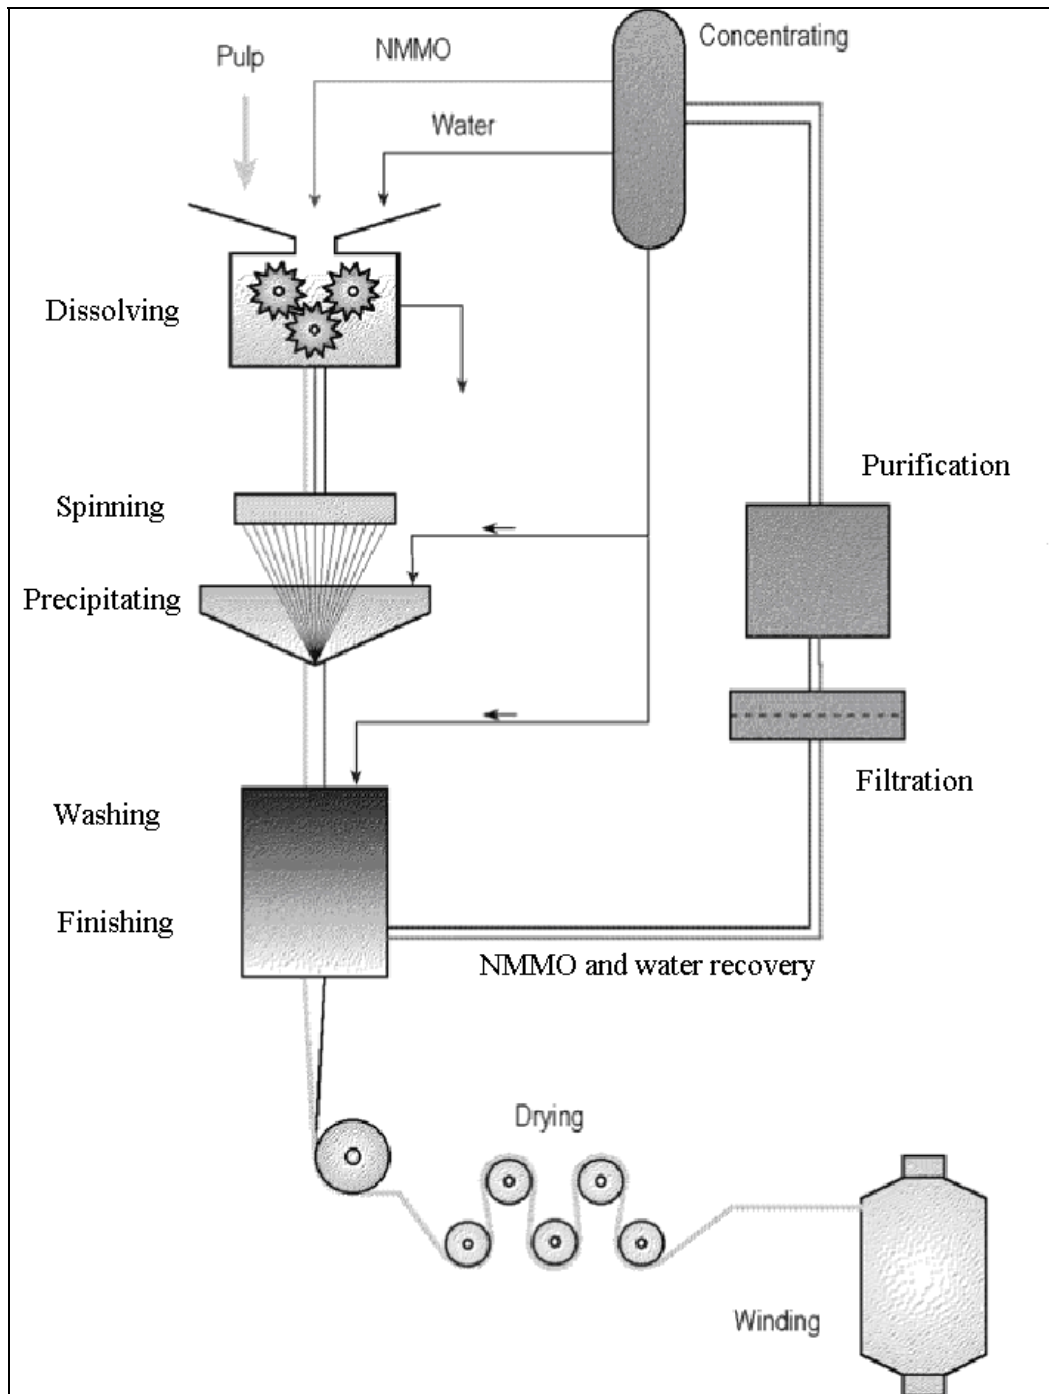 NMMO
Concentrating
Pulp
Water
Dissolving
Purification
Spinning
Precipitating
Filtration
Washing
Finishing
NMMO and water recovery
Drying
Winding